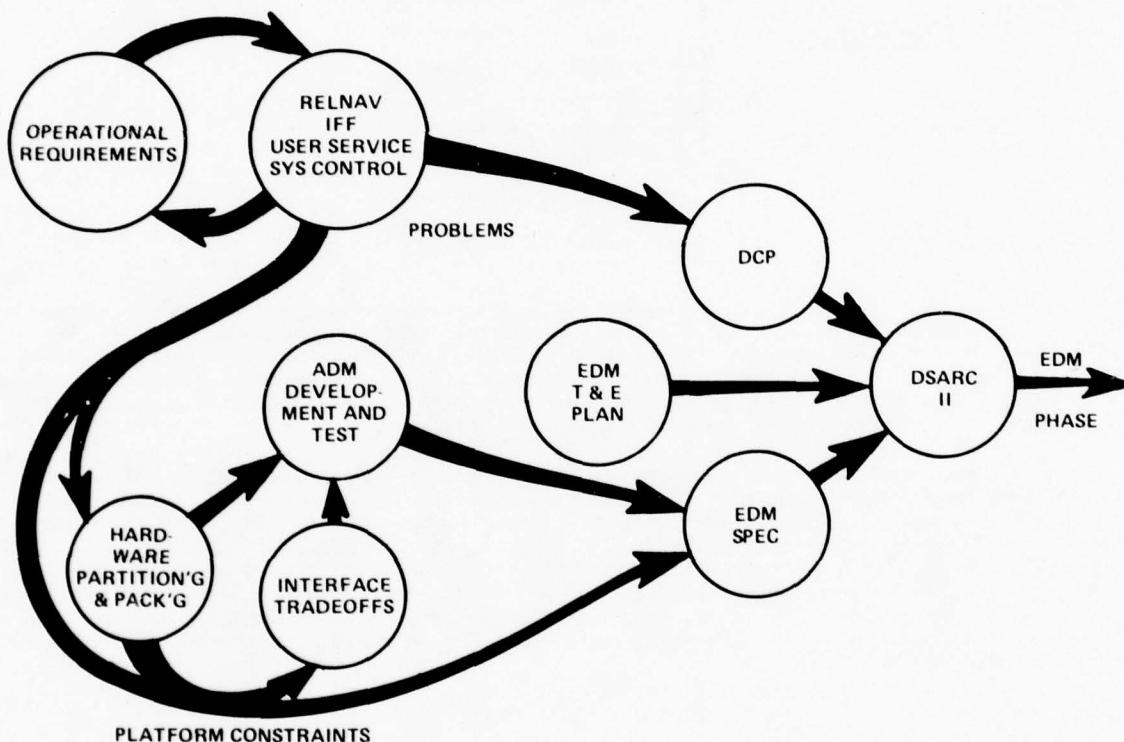 OPERATIONAL
REQUIREMENTS
RELNAV
IFF
USER SERVICE
SYS CONTROL
PROBLEMS
DCP
ADM
DEVELOP-
MENT AND
TEST
EDM
T & E
PLAN
DSARC
II
EDM
PHASE
HARD-
WARE
PARTITION'G
& PACK'G
INTERFACE
TRADEOFFS
EDM
SPEC
PLATFORM CONSTRAINTS